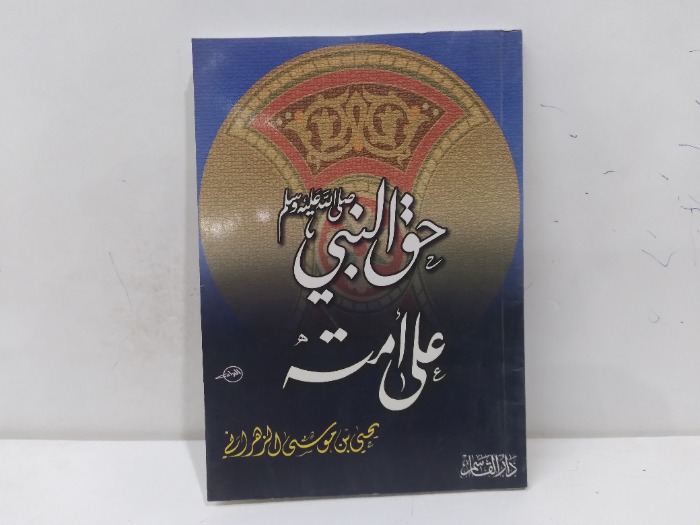 حق النبي
صلى الله عليه وسلم
على أمته
يحيى بن موسى الزهراني
دار القاسم